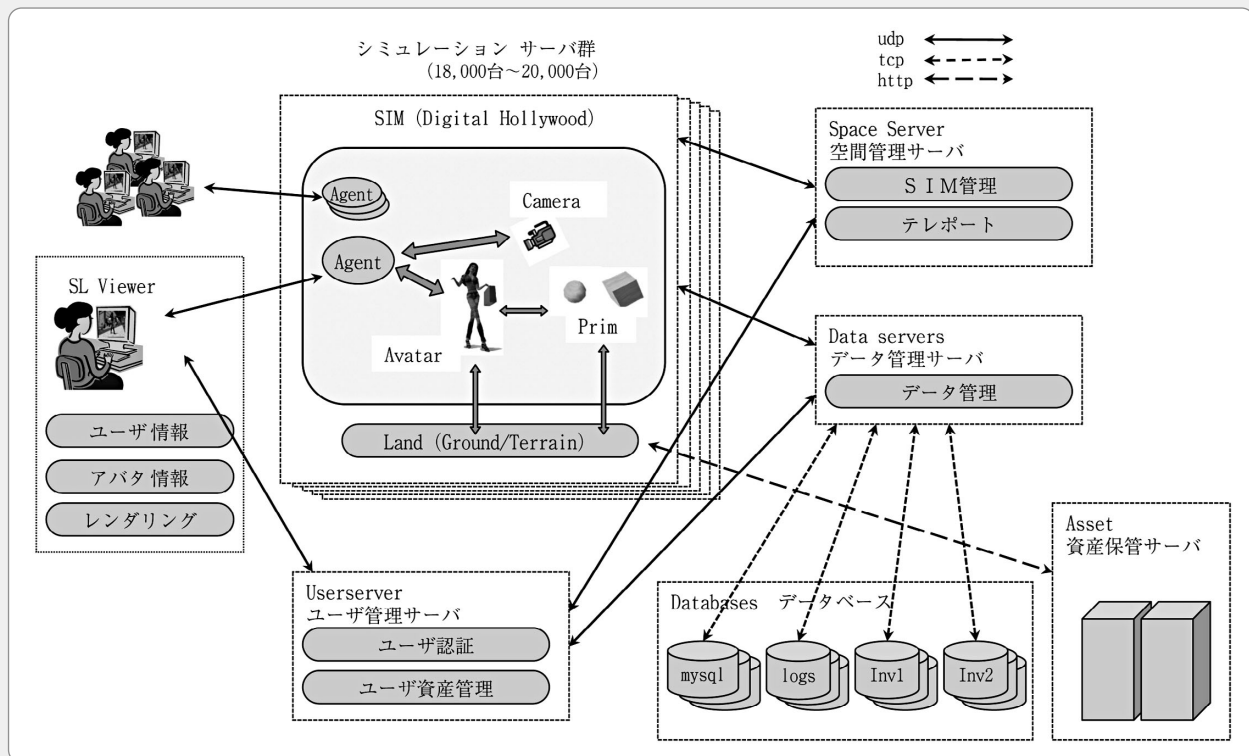 シミュレーション サーバ群
(18,000台～20,000台)
udp
tcp
http
SIM (Digital Hollywood)
Agent
Agent
Camera
Avatar
Prim
Land (Ground/Terrain)
SL Viewer
ユーザ情報
アバタ情報
レンダリング
Space Server
空間管理サーバ
ＳＩＭ管理
テレポート
Data servers
データ管理サーバ
データ管理
Userserver
ユーザ管理サーバ
ユーザ認証
ユーザ資産管理
Databases データベース
mysql
logs
Inv1
Inv2
Asset
資産保管サーバ